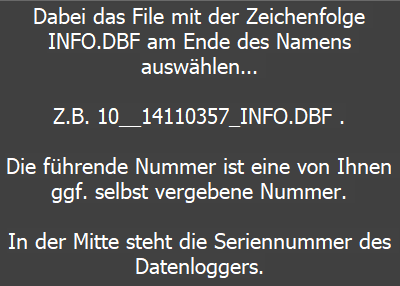 Dabei das File mit der Zeichenfolge
INFO.DBF am Ende des Namens
auswählen...
Z.B. 10__14110357_INFO.DBF .
Die führende Nummer ist eine von Ihnen
ggf. selbst vergebene Nummer.
In der Mitte steht die Seriennummer des
Datenloggers.